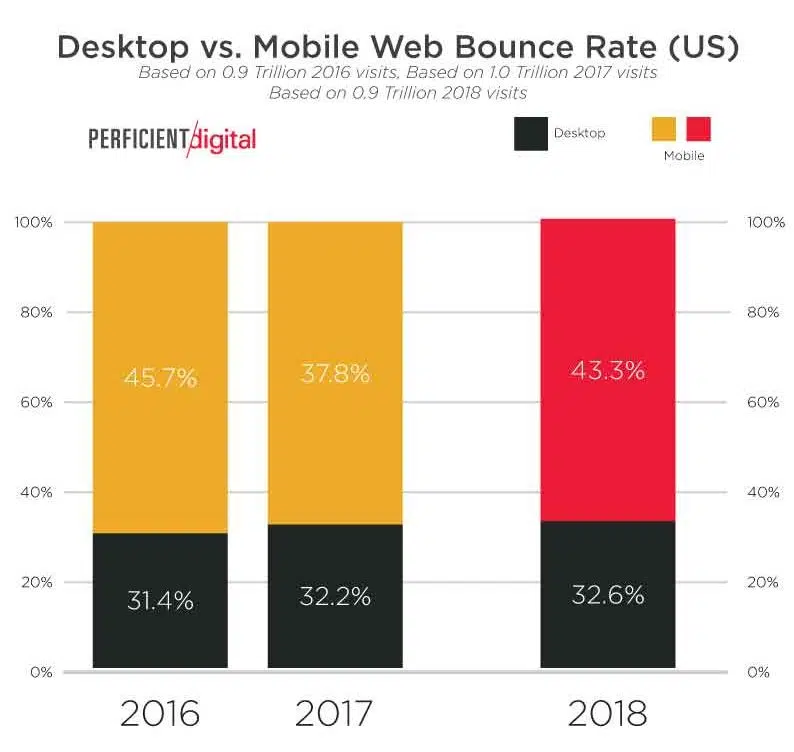 Desktop vs. Mobile Web Bounce Rate (US)
Based on 0.9 Trillion 2016 visits, Based on 1.0 Trillion 2017 visits
Based on 0.9 Trillion 2018 visits
PERFICIENT/digital
Desktop
Mobile
100% 100%
80% 80%
45.7% 37.8% 43.3%
60% 60%
40% 40%
20% 20%
31.4% 32.2% 32.6%
0% 0%
2016 2017 2018